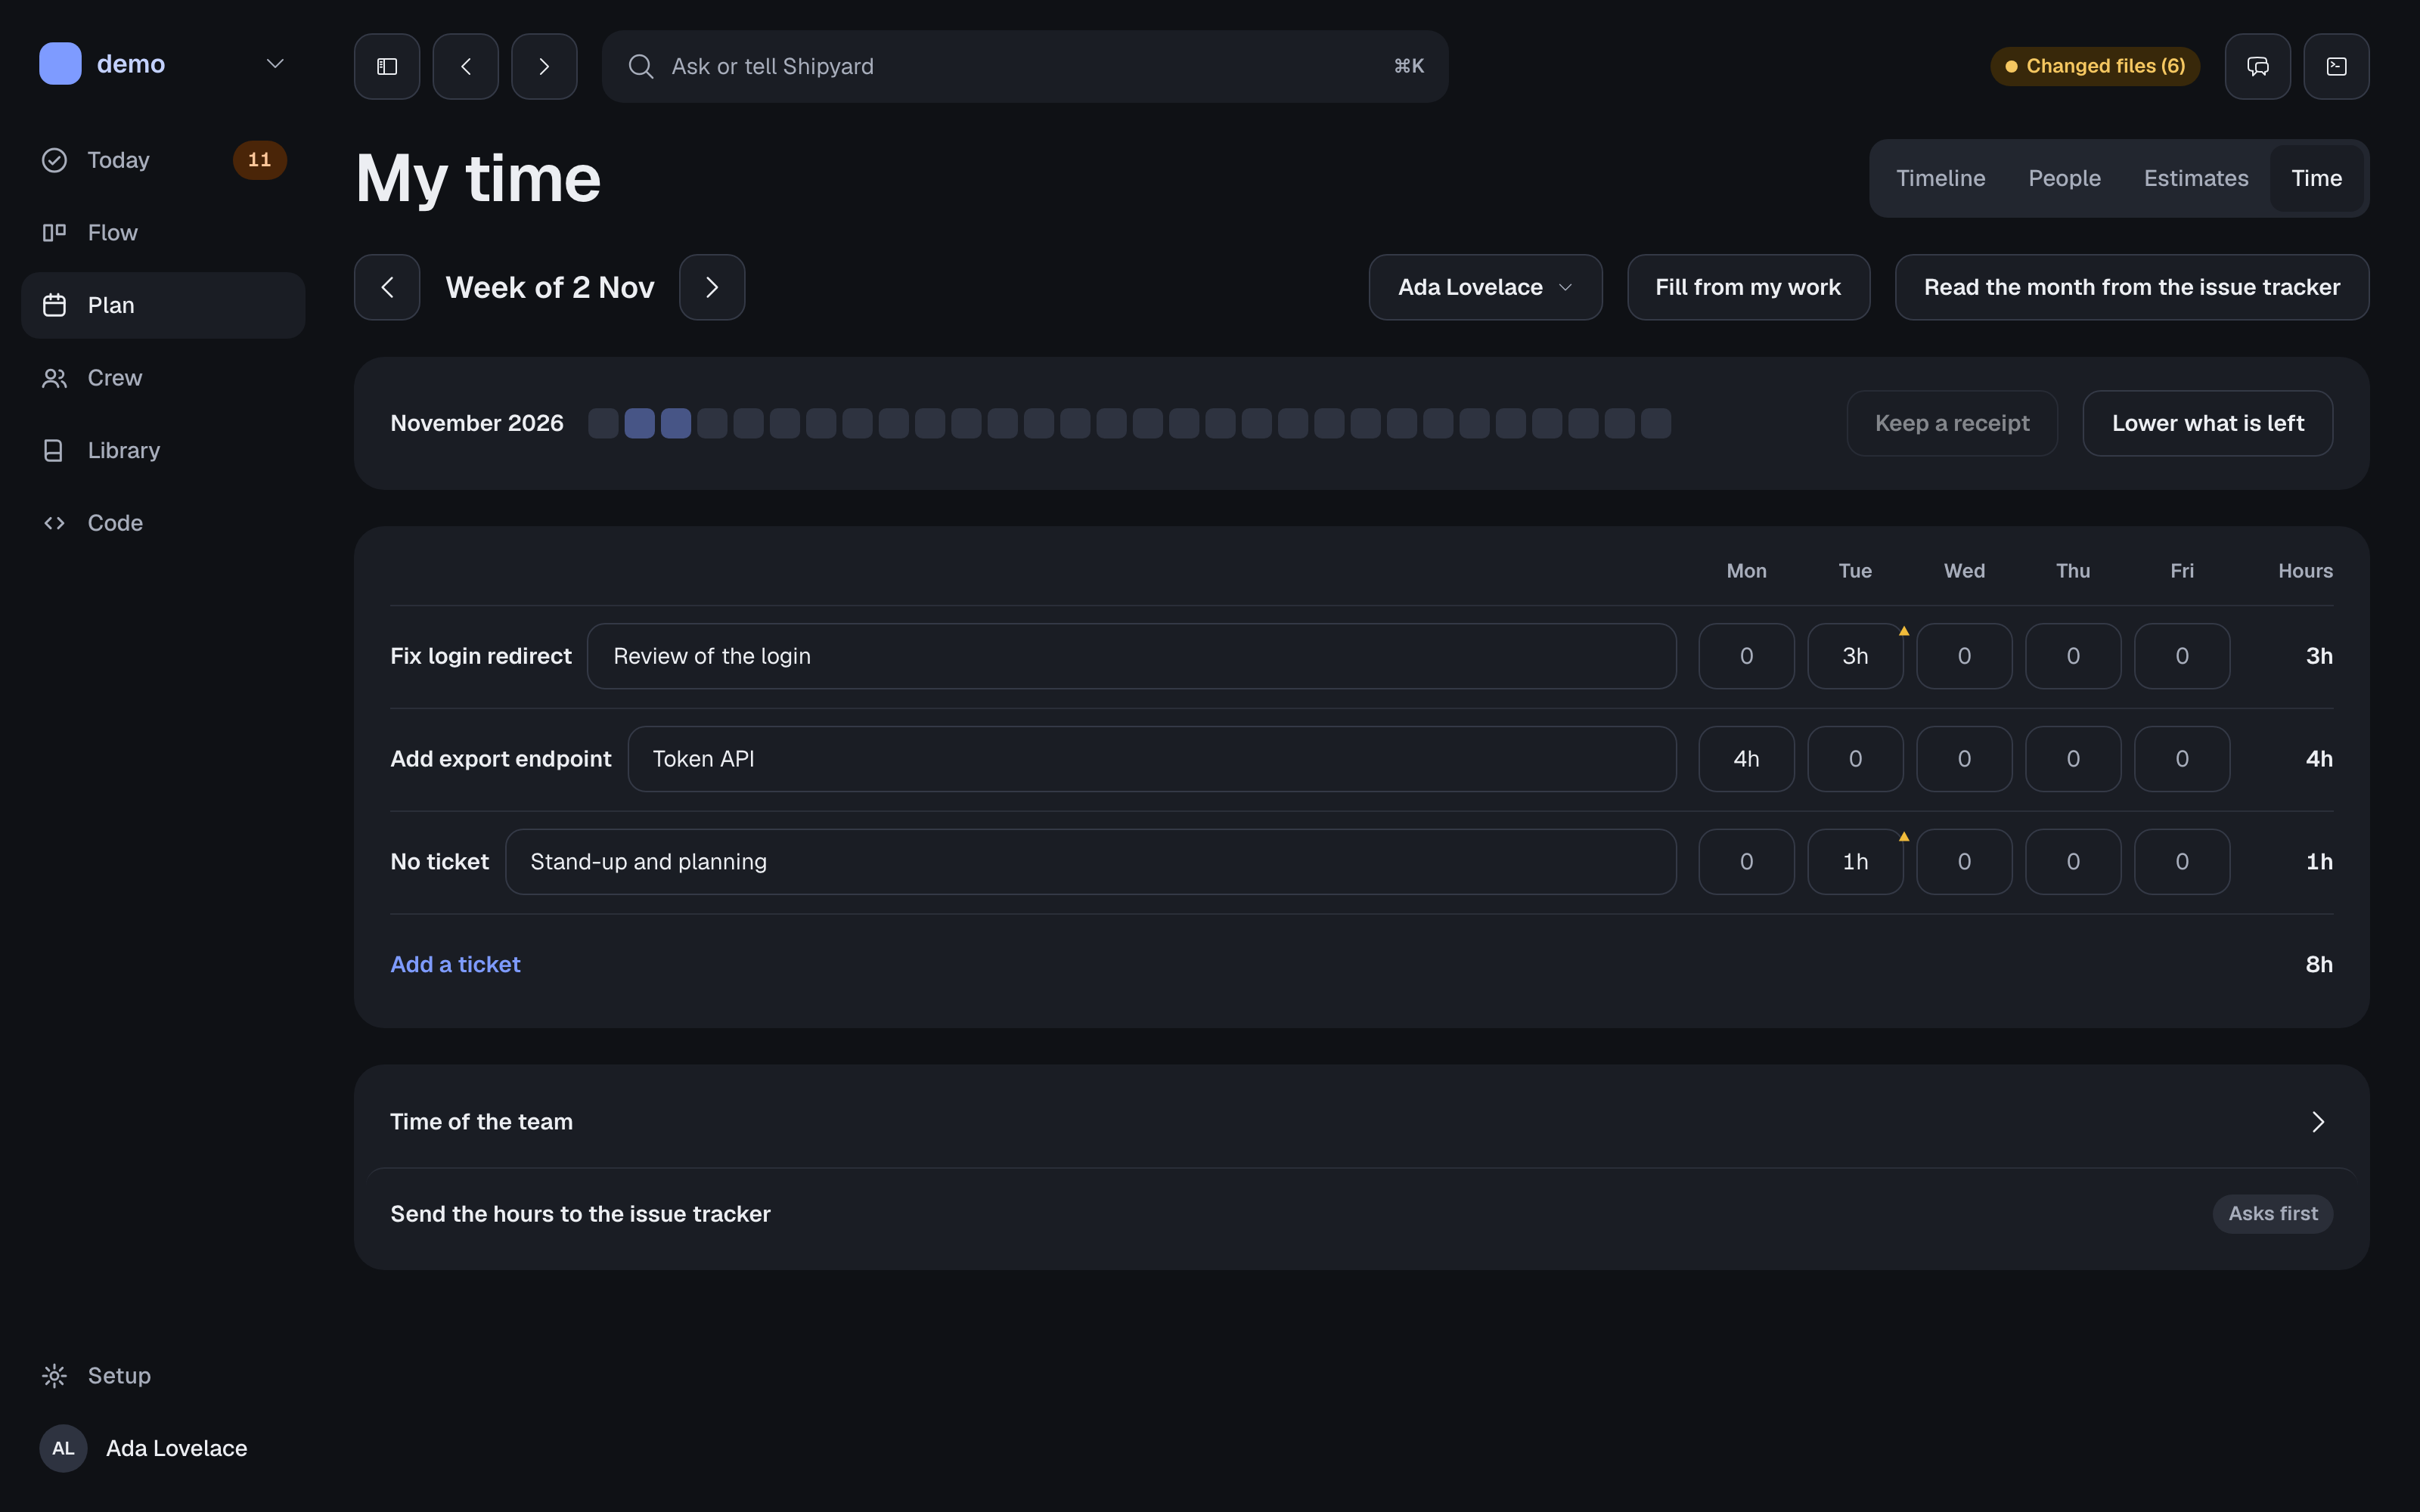 demo
Ask or tell Shipyard
⌘K
Changed files (6)
Today
11
Flow
Plan
Crew
Library
Code
Setup
AL
Ada Lovelace
My time
Timeline
People
Estimates
Time
Week of 2 Nov
Ada Lovelace
Fill from my work
Read the month from the issue tracker
November 2026
Keep a receipt
Lower what is left
Mon Tue Wed Thu Fri Hours
Fix login redirect Review of the login 0 3h 0 0 0 3h
Add export endpoint Token API 4h 0 0 0 0 4h
No ticket Stand-up and planning 0 1h 0 0 0 1h
Add a ticket 8h
Time of the team
Send the hours to the issue tracker Asks first